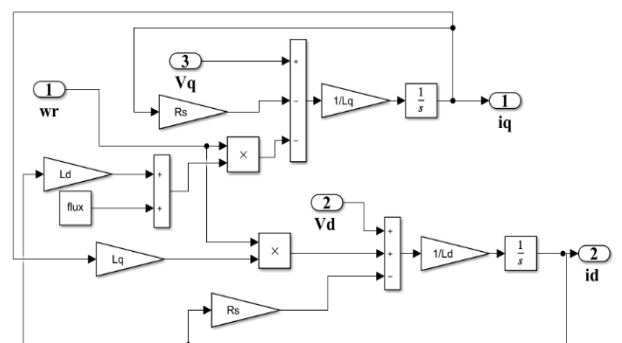 3
Vq
+
−
−
1/Lq
1
s
1
iq
1
wr
Rs
×
Ld
+
+
flux
2
Vd
+
+
−
1/Ld
1
s
2
id
Lq
×
Rs